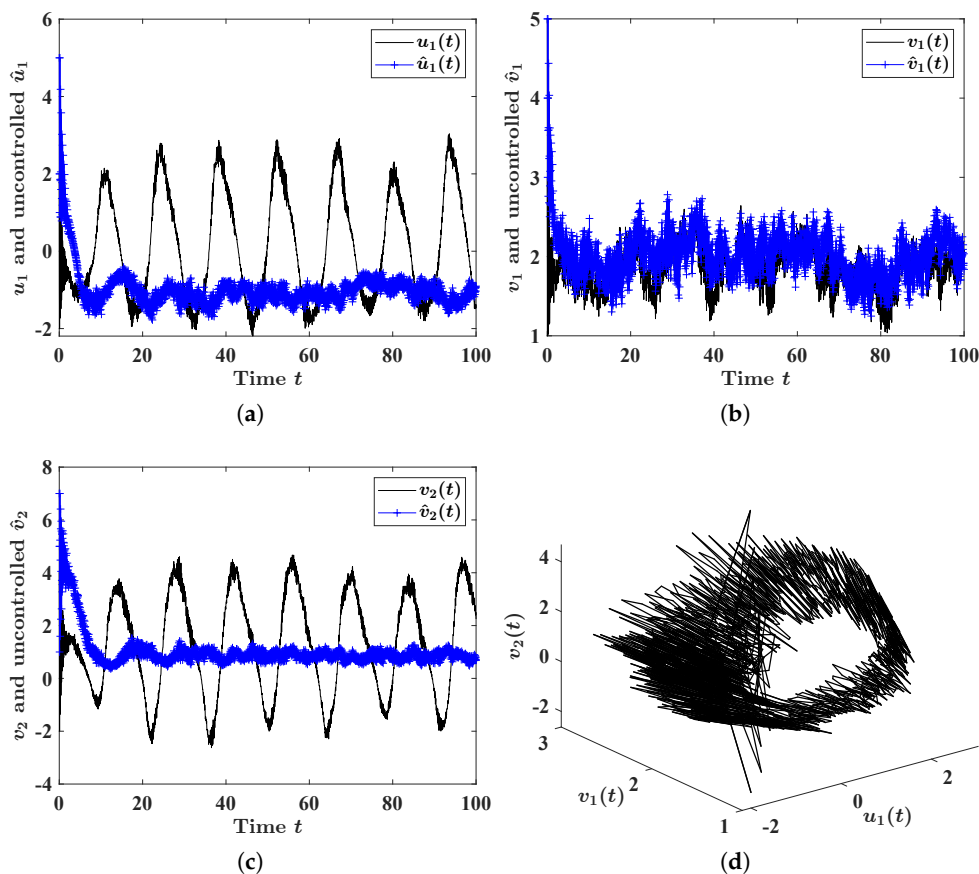 6
4
2
0
-2
u₁ and uncontrolled û₁
u₁(t)
û₁(t)
0 20 40 60 80 100
Time t
(a)
5
4
3
2
1
v₁ and uncontrolled v̂₁
v₁(t)
v̂₁(t)
0 20 40 60 80 100
Time t
(b)
8
6
4
2
0
-2
-4
v₂ and uncontrolled v̂₂
v₂(t)
v̂₂(t)
0 20 40 60 80 100
Time t
(c)
4
2
0
-2
v₂(t)
3
2
1
v₁(t)
-2 0 2
u₁(t)
(d)